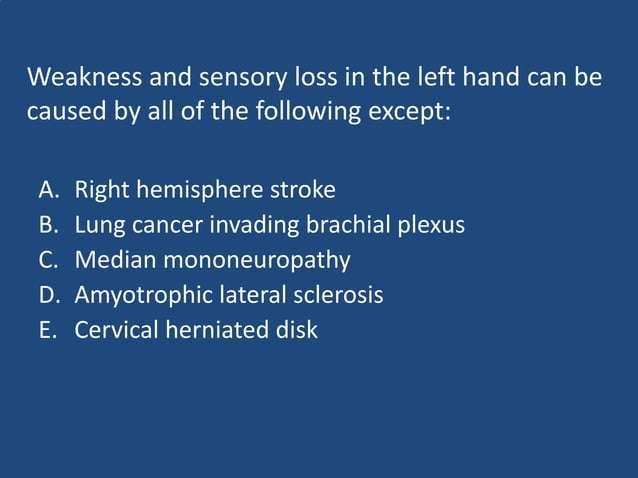 Weakness and sensory loss in the left hand can be
caused by all of the following except:
A. Right hemisphere stroke
B. Lung cancer invading brachial plexus
C. Median mononeuropathy
D. Amyotrophic lateral sclerosis
E. Cervical herniated disk